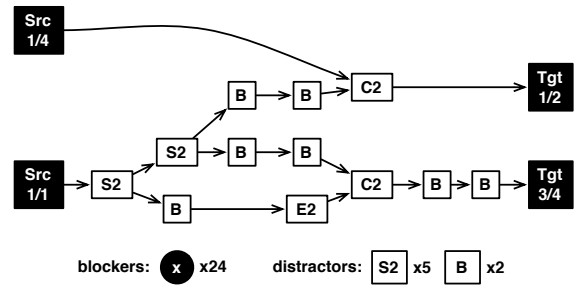 Src
1/4
Tgt
1/2
C2
B
B
S2
B
B
Src
1/1
S2
C2
B
B
Tgt
3/4
B
E2
blockers: x x24
distractors: S2 x5 B x2